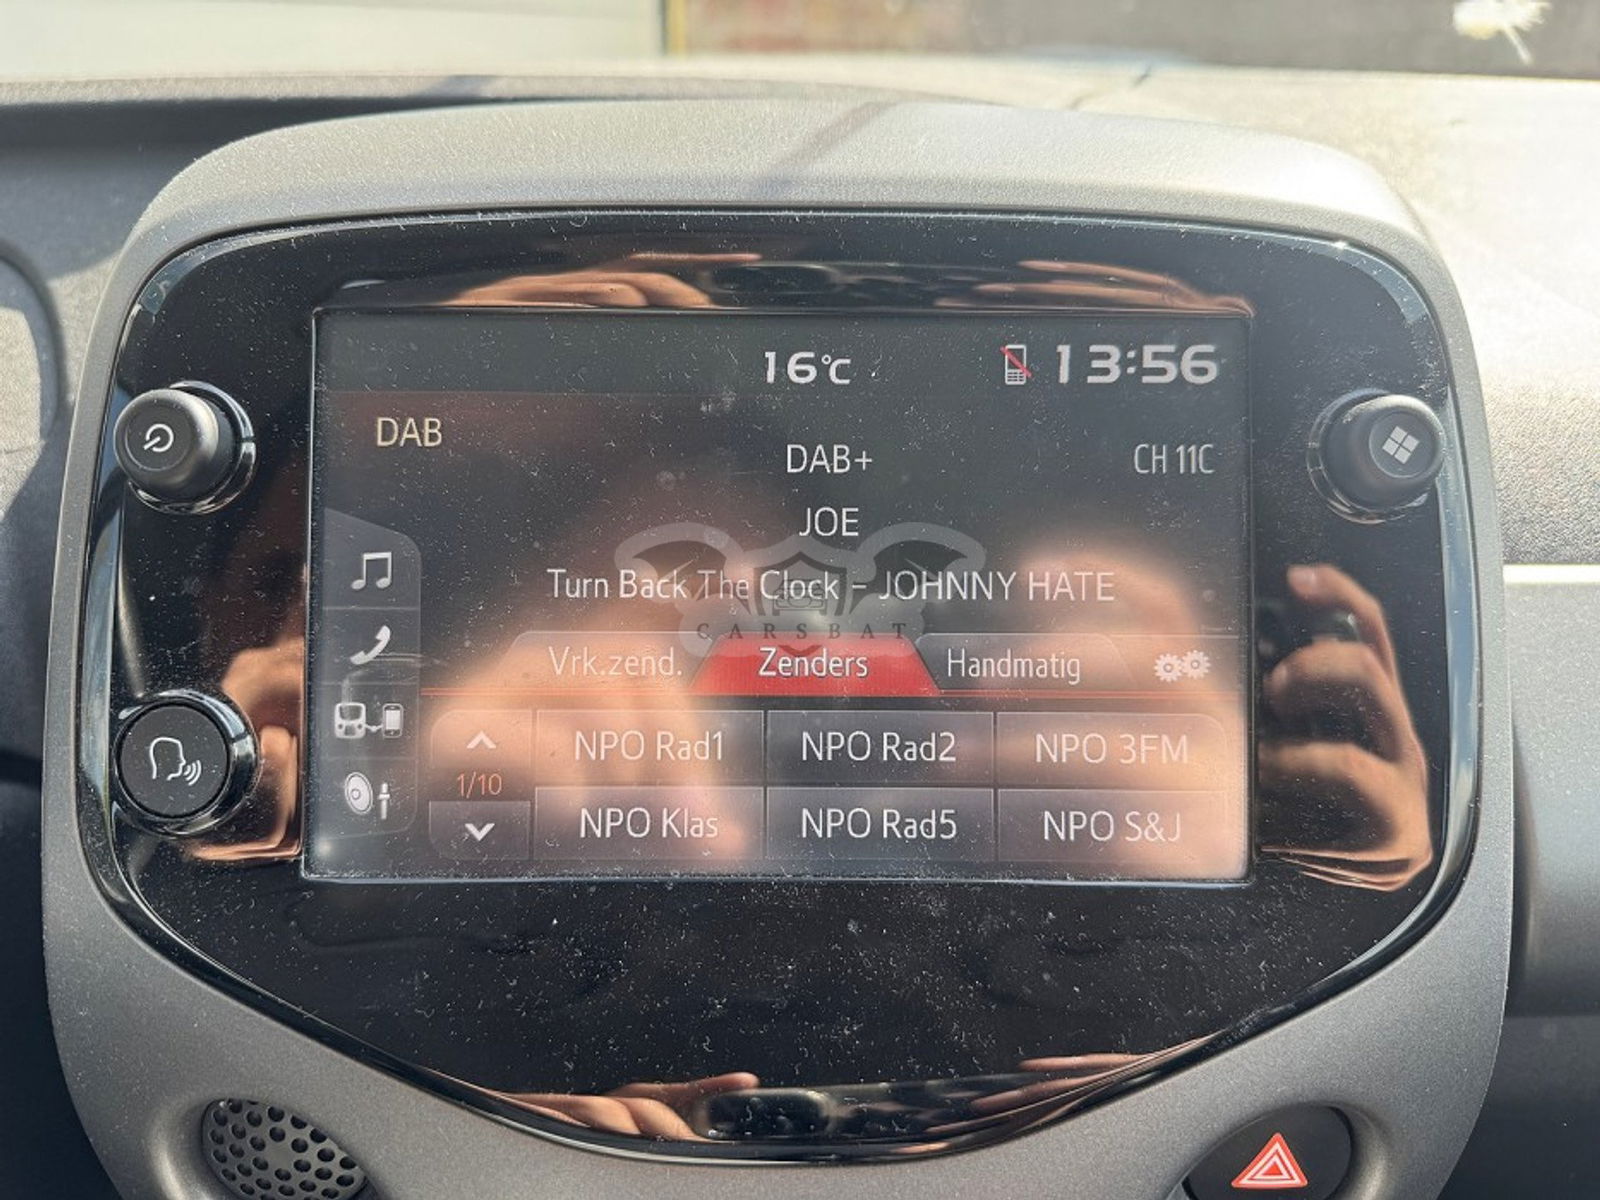 16°C 13:56
DAB
DAB+ CH 11C
JOE
Turn Back The Clock - JOHNNY HATE
CARSBAT
Vrk.zend. Zenders Handmatig
NPO Rad1 NPO Rad2 NPO 3FM
1/10
NPO Klas NPO Rad5 NPO S&J